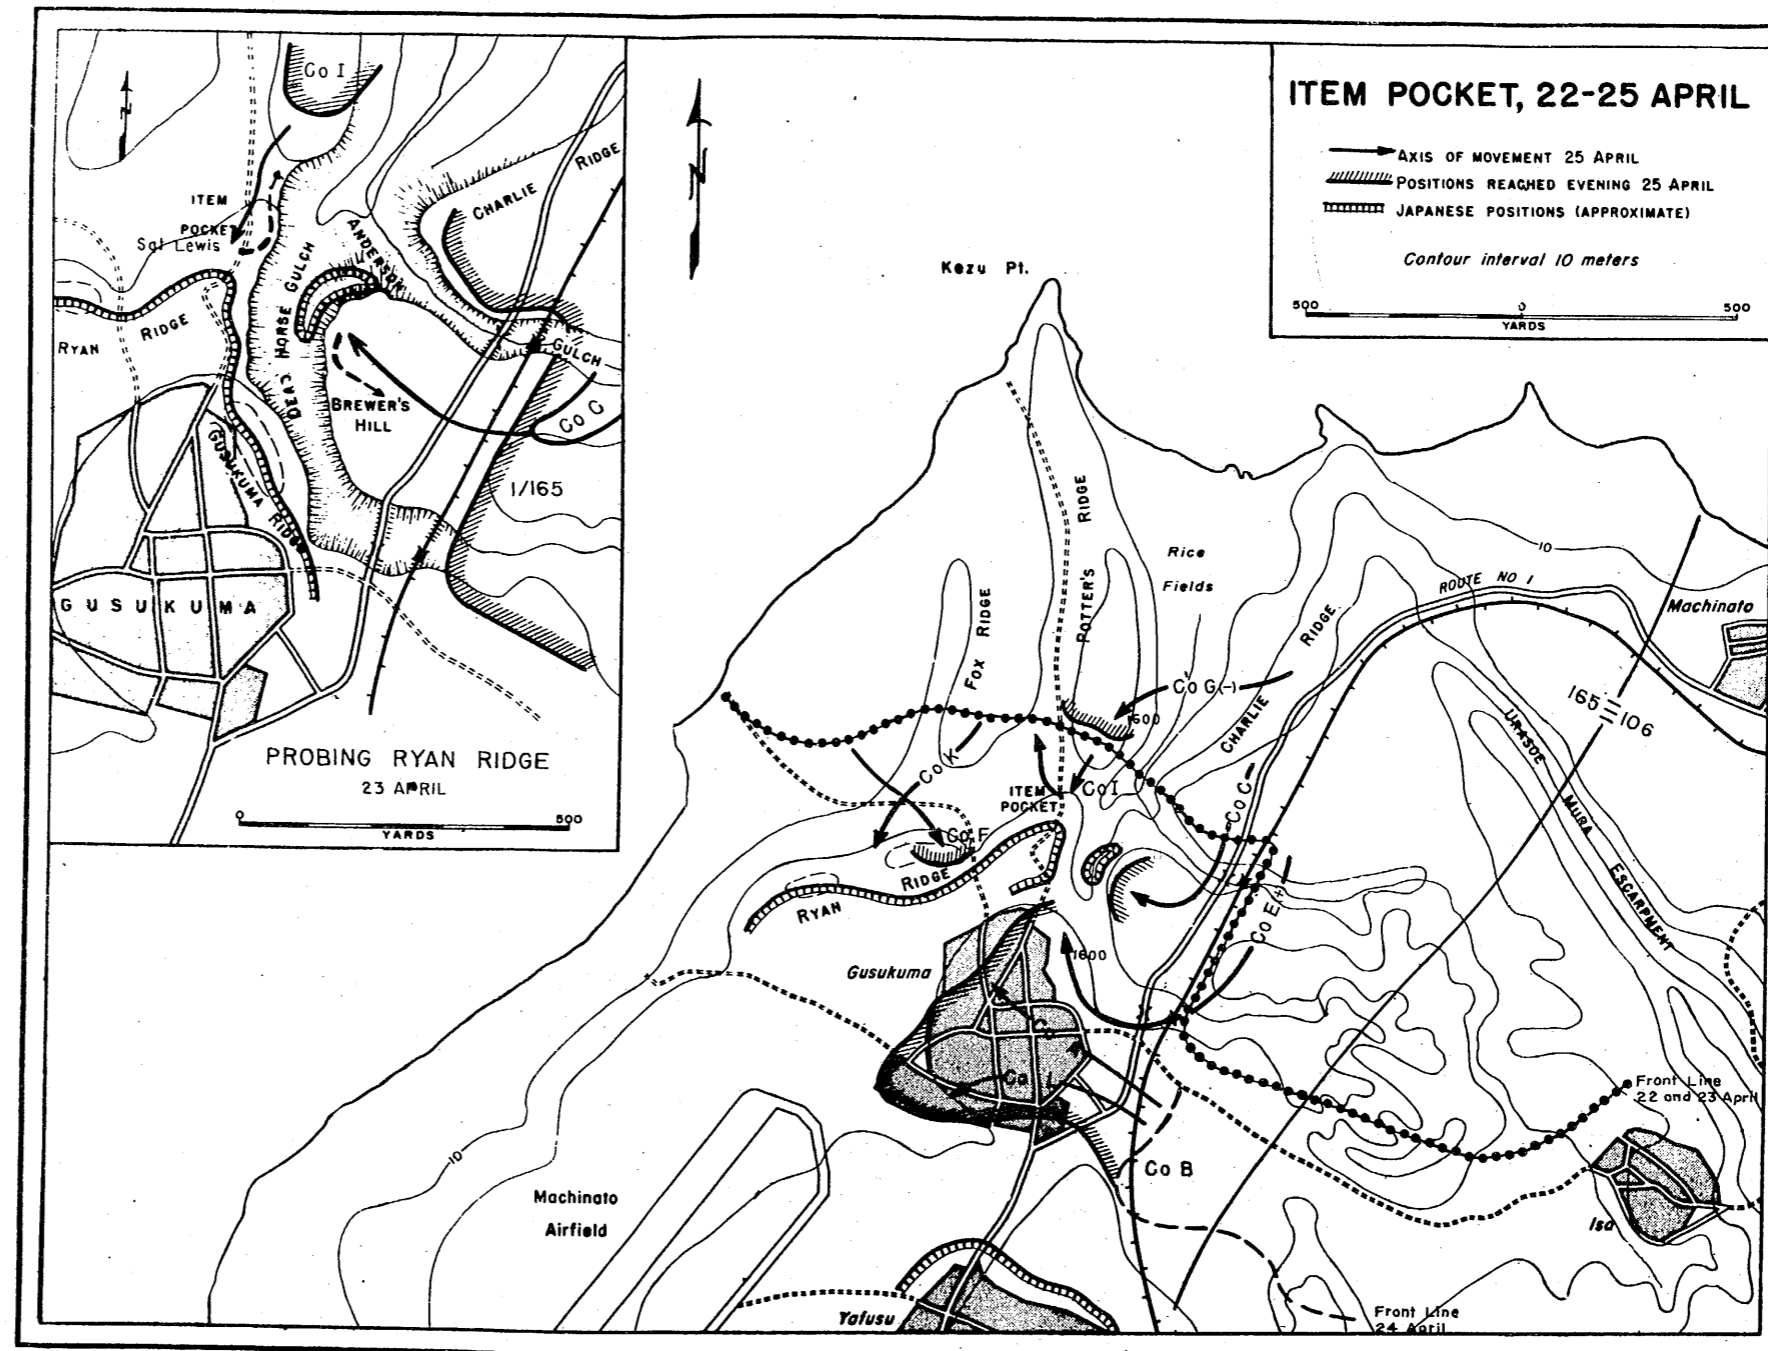 ITEM POCKET, 22-25 APRIL
AXIS OF MOVEMENT 25 APRIL
POSITIONS REACHED EVENING 25 APRIL
JAPANESE POSITIONS (APPROXIMATE)
Contour interval 10 meters
500 0 500
YARDS
N
Co I
CHARLIE RIDGE
ITEM
POCKET
Sgt Lewis
ANDERSON
GULCH
DEAD HORSE GULCH
RYAN RIDGE
BREWER'S
HILL
Co C
1/165
GUSUKUMA RIDGE
GUSUKUMA
PROBING RYAN RIDGE
23 APRIL
0 500
YARDS
N
Kezu Pt.
POTTER'S RIDGE
Rice
Fields
FOX RIDGE
CHARLIE RIDGE
ROUTE NO 1
10
Machinato
165
106
URASOE MURA ESCARPMENT
Co G (-)
1600
Co K
Co I
ITEM
POCKET
Co C
Co F
RYAN RIDGE
Co E (+)
1600
Gusukuma
Co
Co L
Co B
Front Line
22 and 23 April
Isa
10
Machinato
Airfield
Yafusu
Front Line
24 April